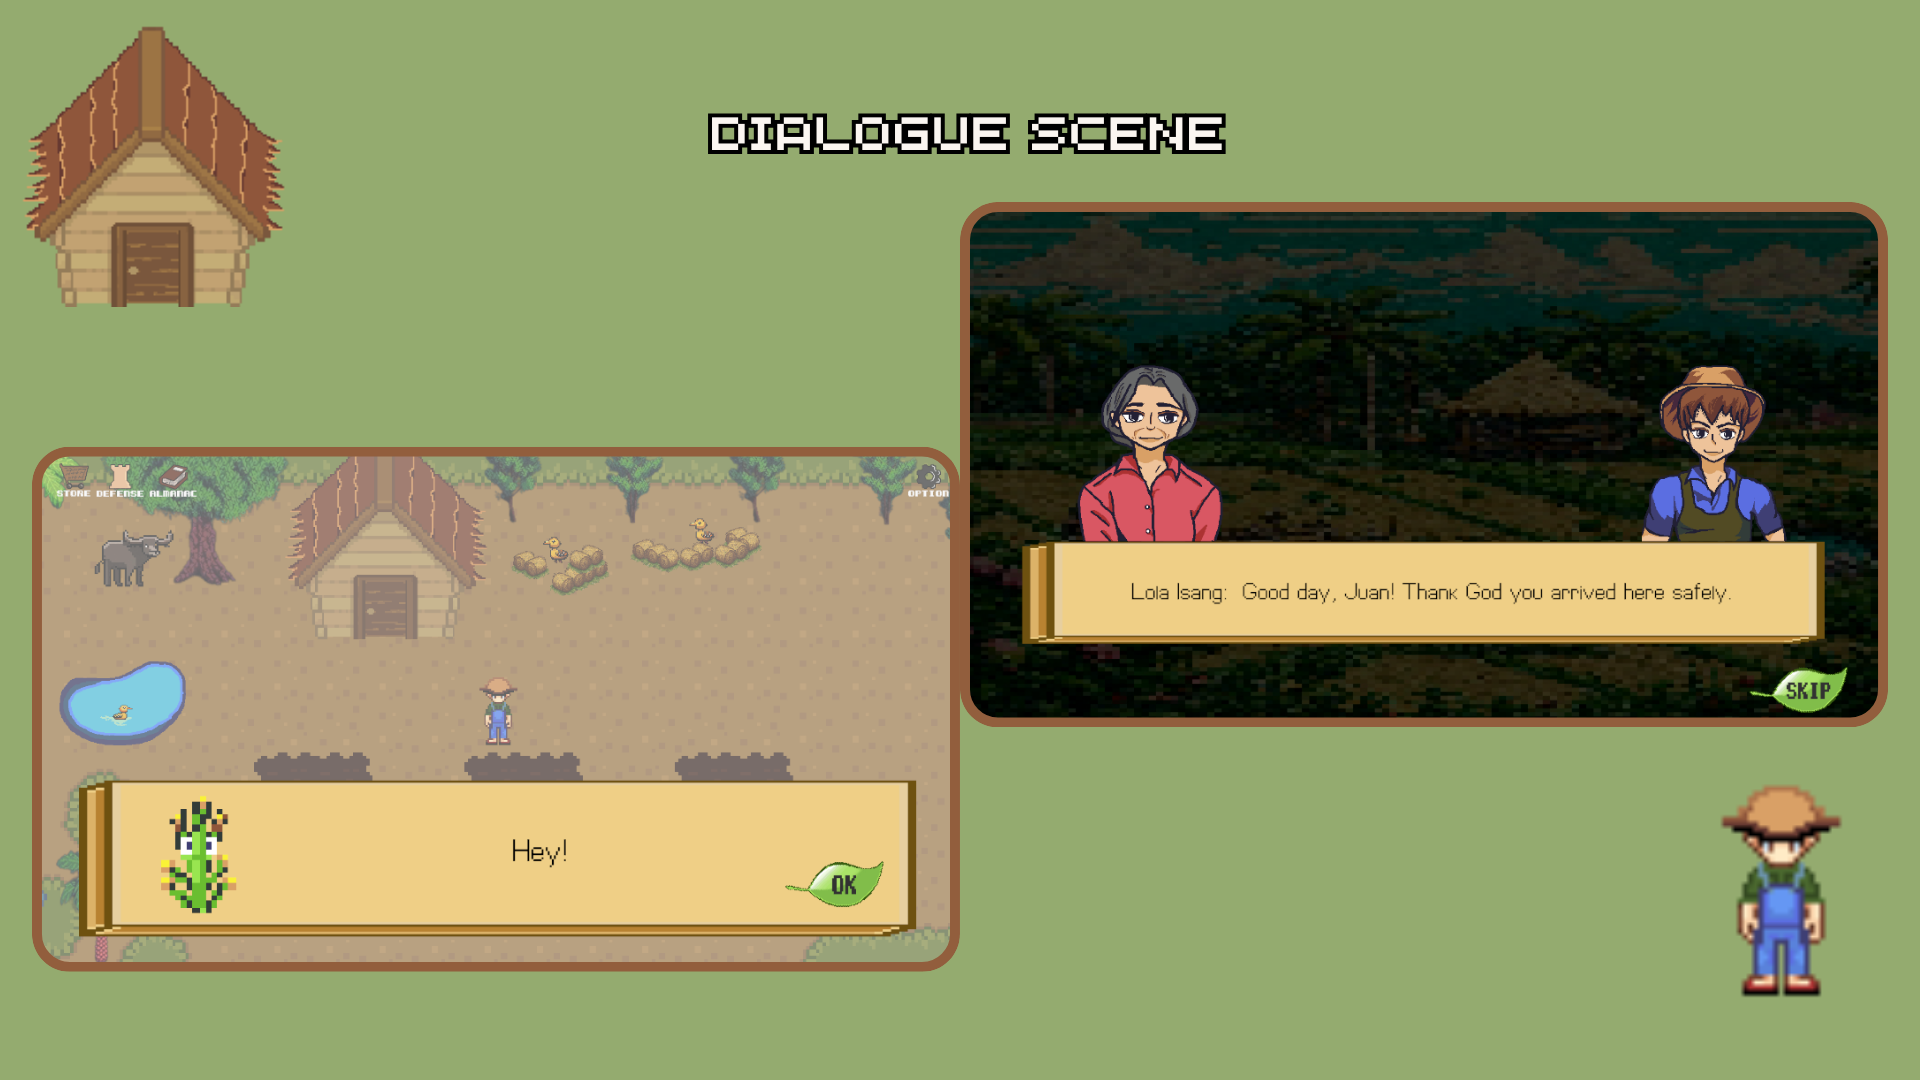 DIALOGUE SCENE
Lola Isang:  Good day, Juan! Thank God you arrived here safely.
SKIP
STORE DEFENSE ALMANAC
OPTION
Hey!
OK